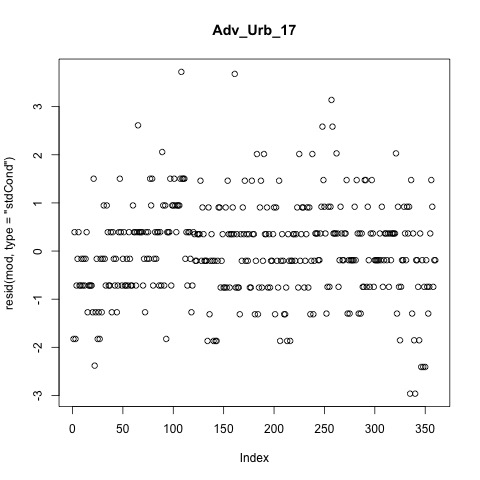 Adv_Urb_17
resid(mod, type = "stdCond")
3
2
1
0
-1
-2
-3
0 50 100 150 200 250 300 350
Index